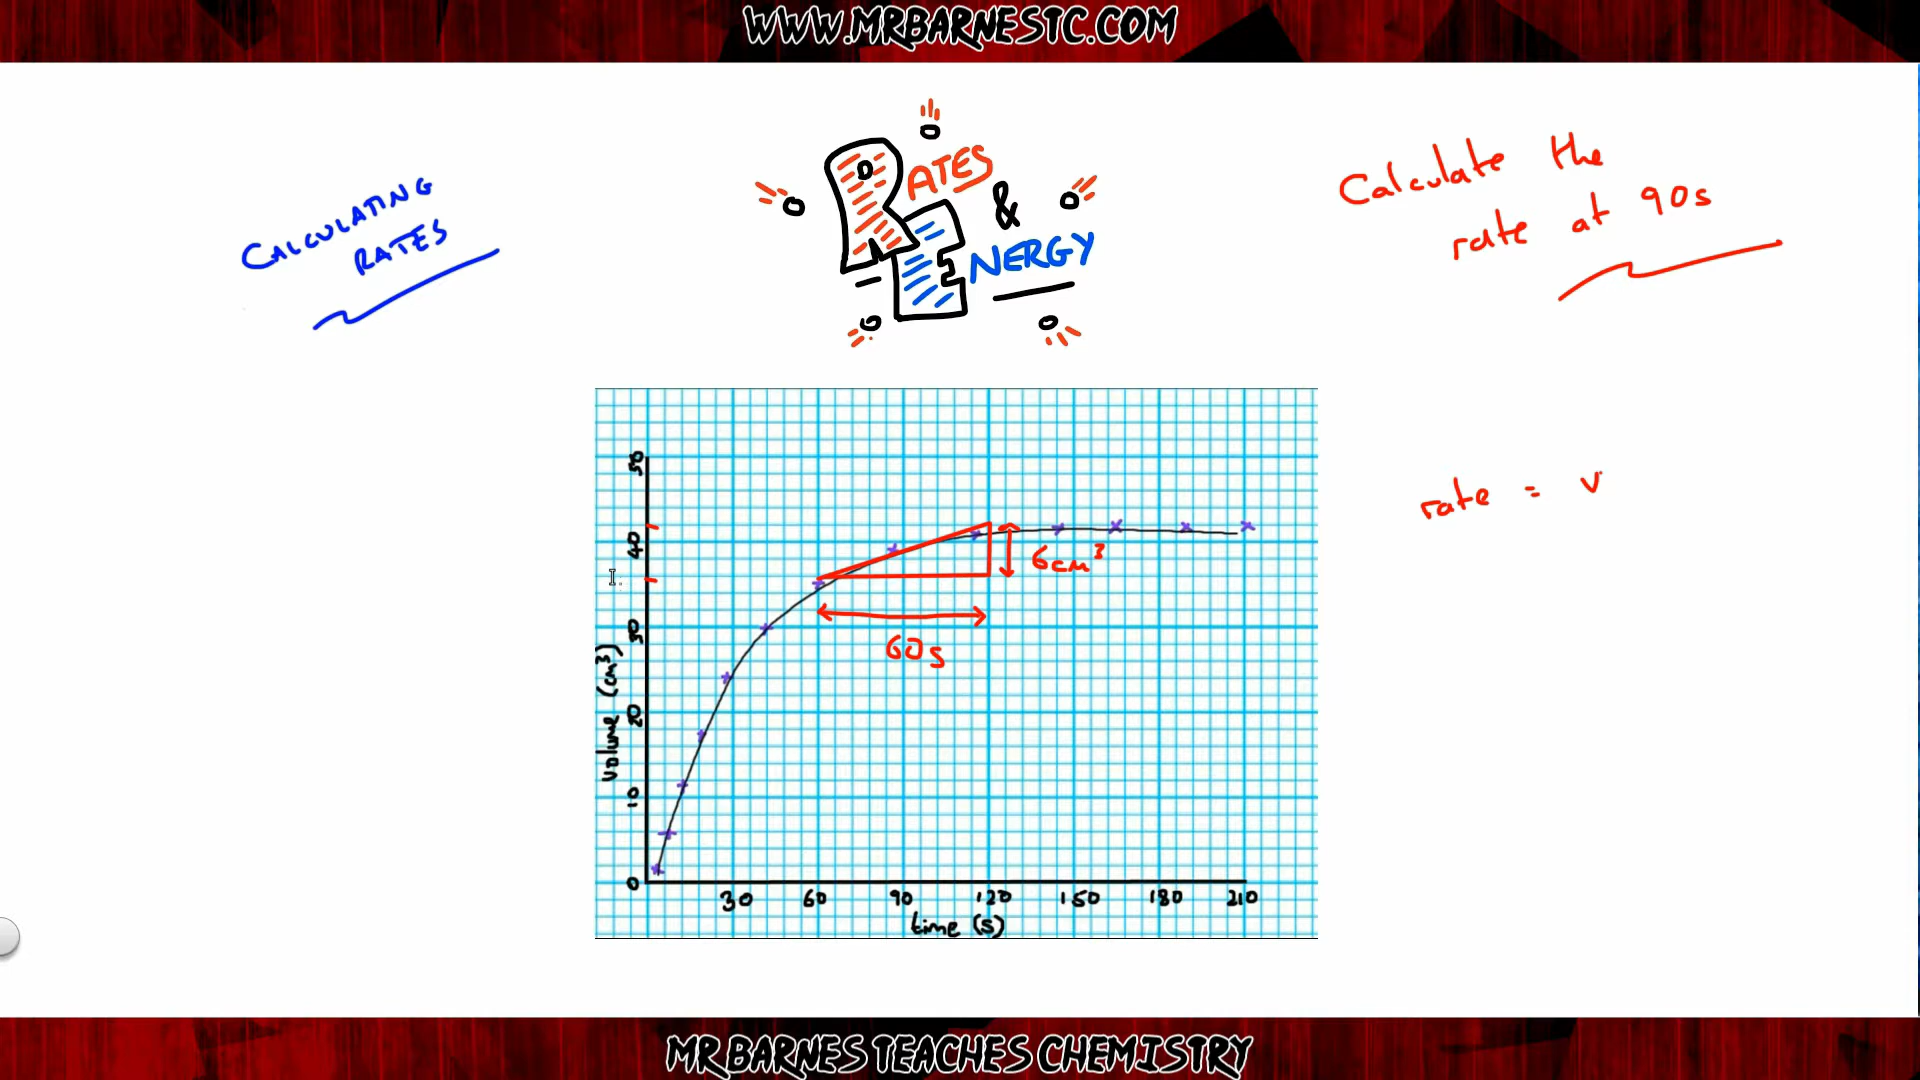 WWW.MRBARNESTC.COM
CALCULATING
RATES
RATES
&
ENERGY
Calculate the
rate at 90s
rate = v
50
40
30
20
10
0
volume (cm³)
6cm³
60s
30 60 90 120 150 180 210
time (s)
MR BARNES TEACHES CHEMISTRY